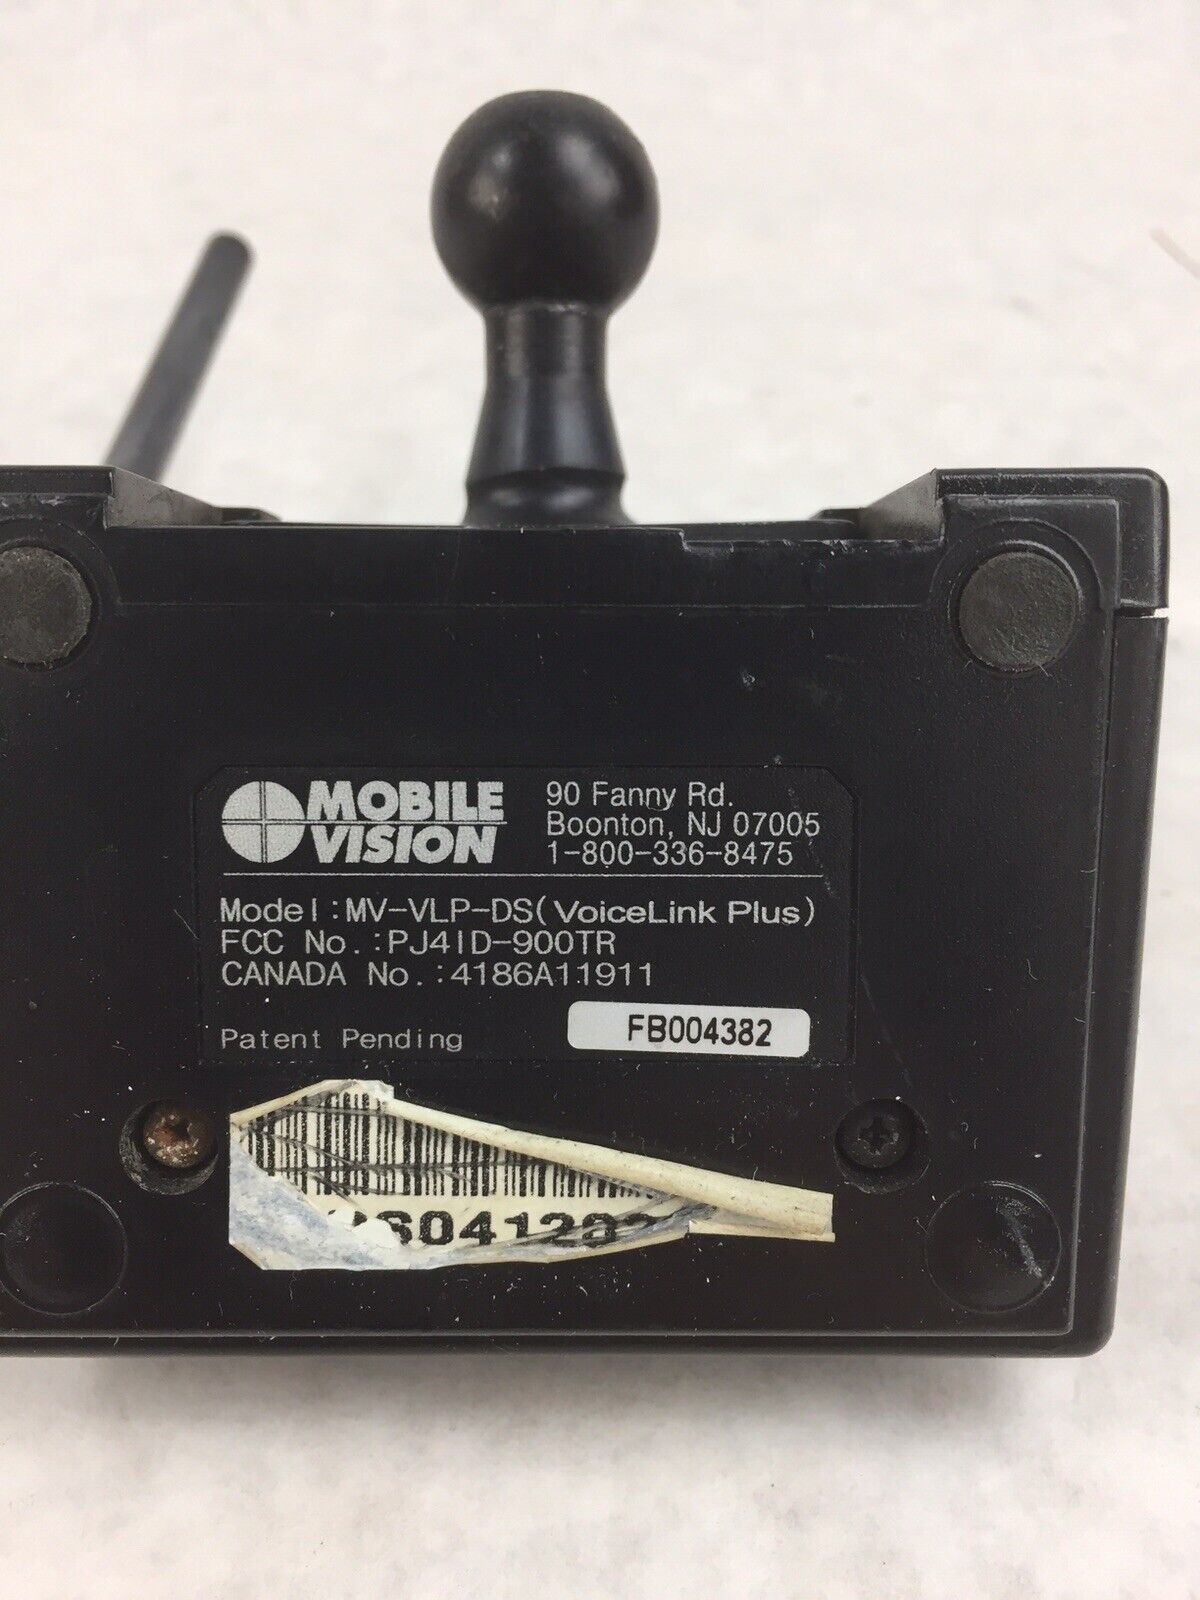 MOBILE
VISION
90 Fanny Rd.
Boonton, NJ 07005
1-800-336-8475
Model:MV-VLP-DS(VoiceLink Plus)
FCC No.:PJ4ID-900TR
CANADA No.:4186A11911
Patent Pending
FB004382